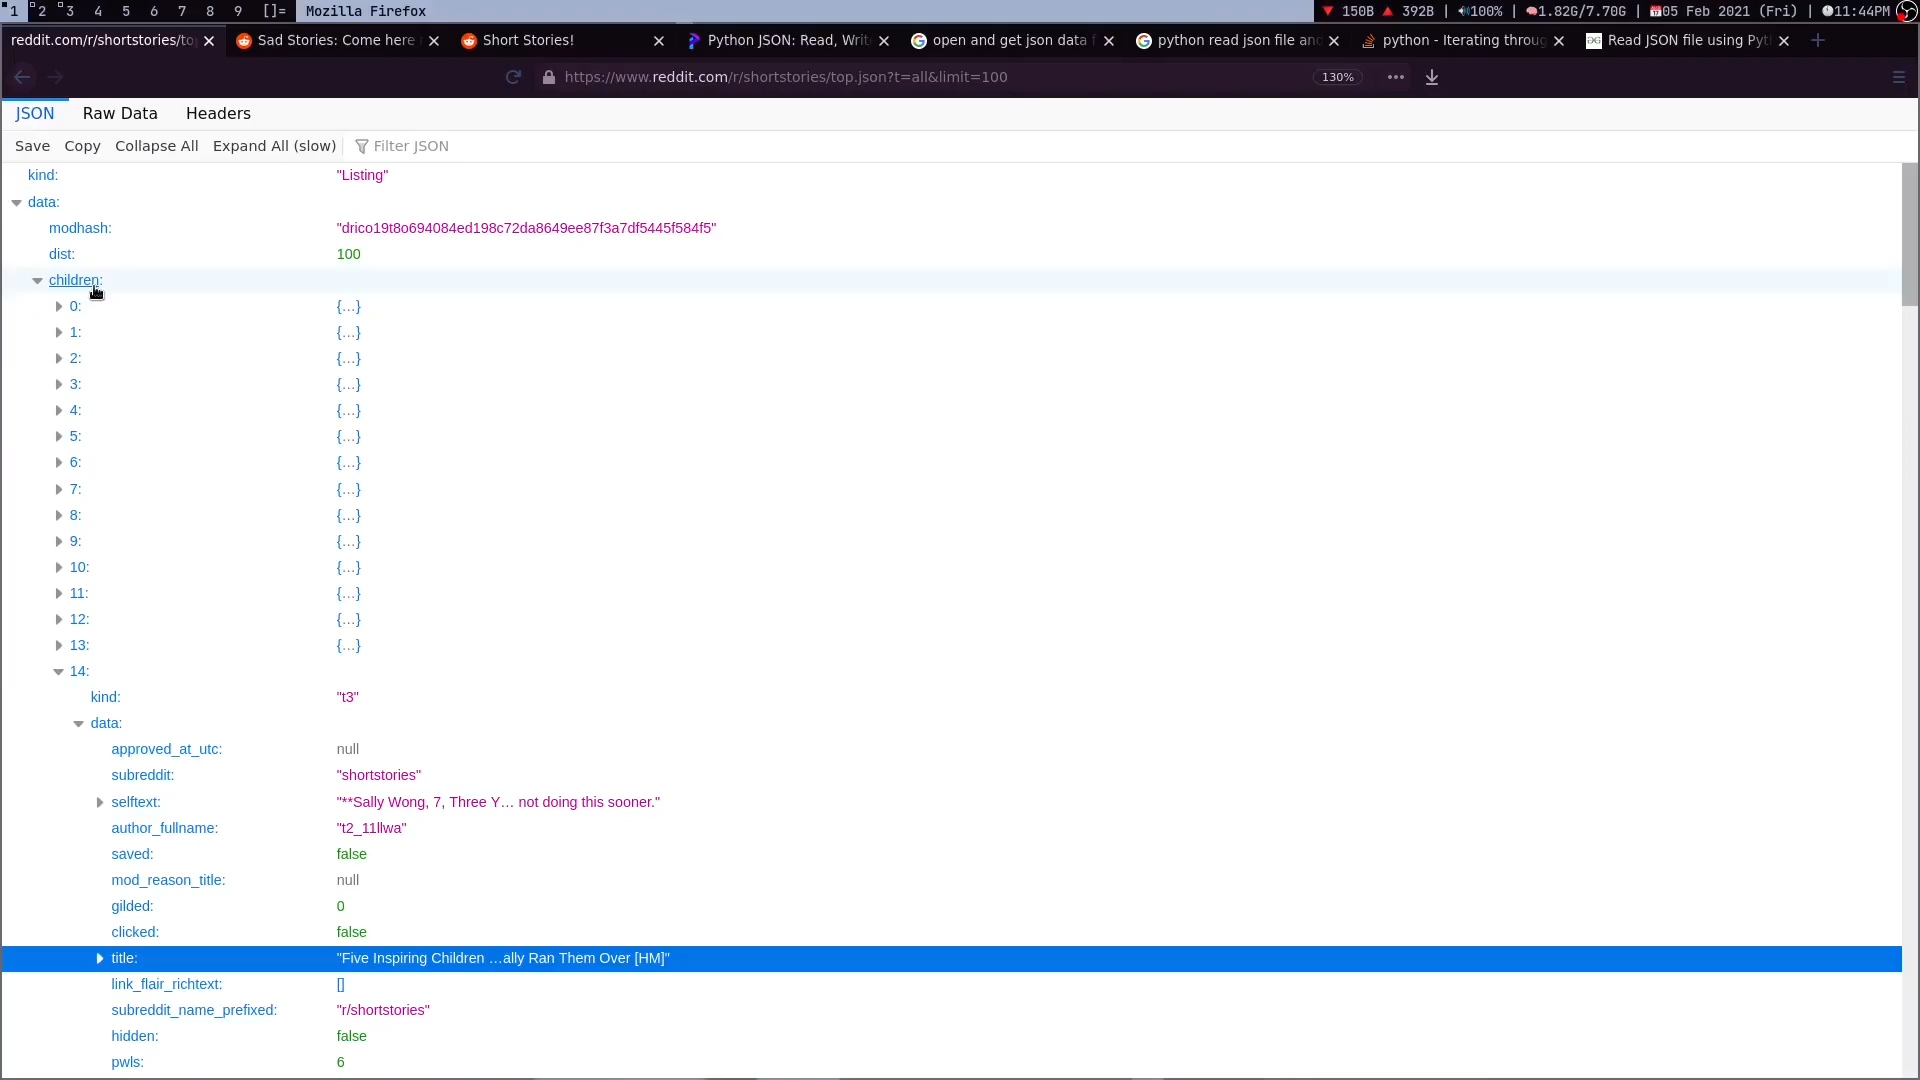 1 2 3 4 5 6 7 8 9 []= Mozilla Firefox 150B 392B | 100% | 1.82G/7.70G | 05 Feb 2021 (Fri) | 11:44PM
reddit.com/r/shortstories/to Sad Stories: Come here Short Stories! Python JSON: Read, Writ open and get json data f python read json file and python - Iterating throug Read JSON file using Pyt
https://www.reddit.com/r/shortstories/top.json?t=all&limit=100 130%
JSON Raw Data Headers
Save Copy Collapse All Expand All (slow) Filter JSON
kind: "Listing"
data:
modhash: "drico19t8o694084ed198c72da8649ee87f3a7df5445f584f5"
dist: 100
children:
0: {…}
1: {…}
2: {…}
3: {…}
4: {…}
5: {…}
6: {…}
7: {…}
8: {…}
9: {…}
10: {…}
11: {…}
12: {…}
13: {…}
14:
kind: "t3"
data:
approved_at_utc: null
subreddit: "shortstories"
selftext: "**Sally Wong, 7, Three Y… not doing this sooner."
author_fullname: "t2_11llwa"
saved: false
mod_reason_title: null
gilded: 0
clicked: false
title: "Five Inspiring Children …ally Ran Them Over [HM]"
link_flair_richtext: []
subreddit_name_prefixed: "r/shortstories"
hidden: false
pwls: 6